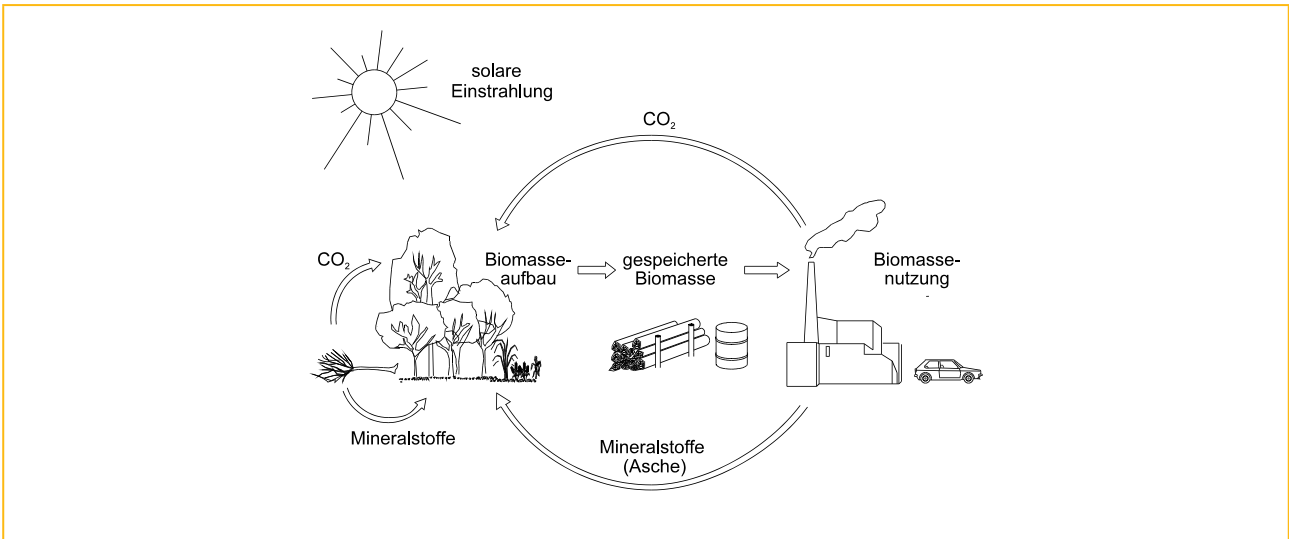 solare
Einstrahlung
CO₂
CO₂
Biomasse-
aufbau
gespeicherte
Biomasse
Biomasse-
nutzung
Mineralstoffe
Mineralstoffe
(Asche)